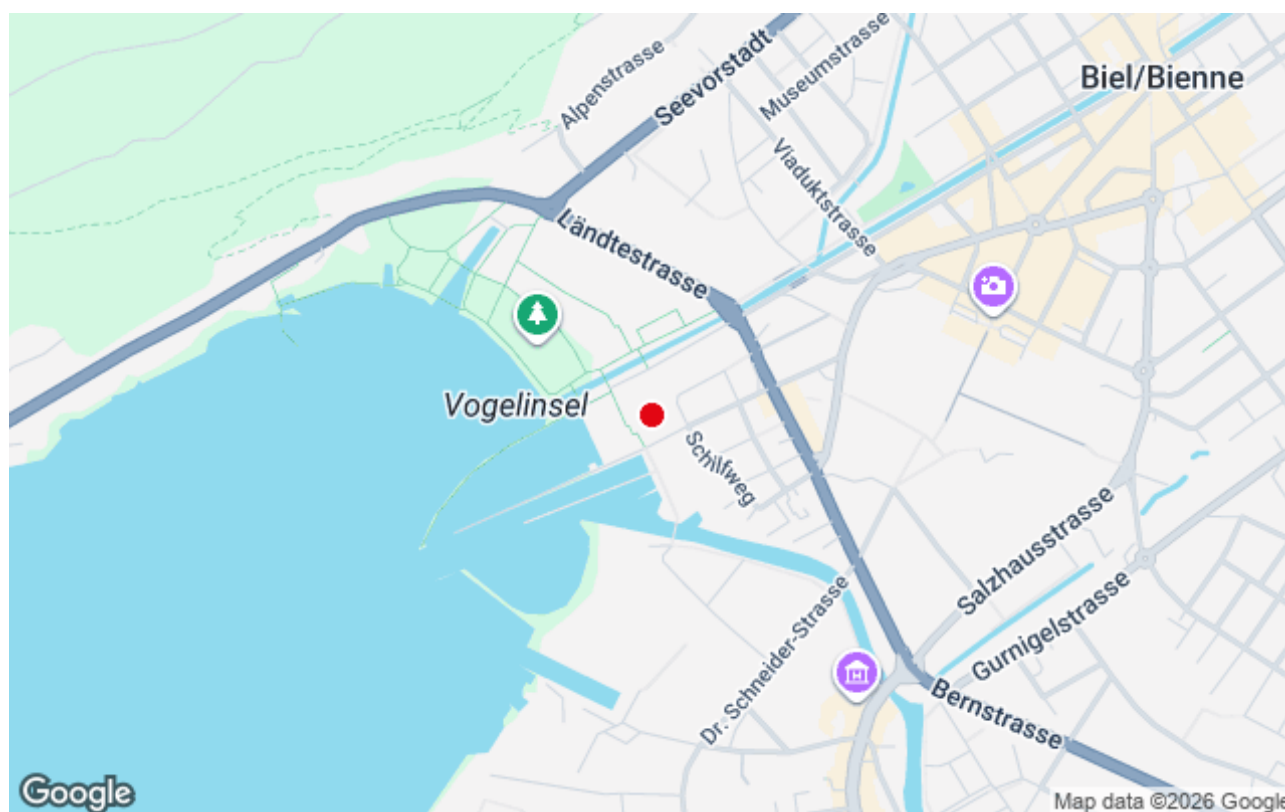 Biel/Bienne
Alpenstrasse
Seevorstadt
Museumstrasse
Viaduktstrasse
Ländtestrasse
Vogelinsel
Schilfweg
Salzhausstrasse
Gurnigelstrasse
Dr. Schneider-Strasse
Bernstrasse
H
Google
Map data ©2026 Google